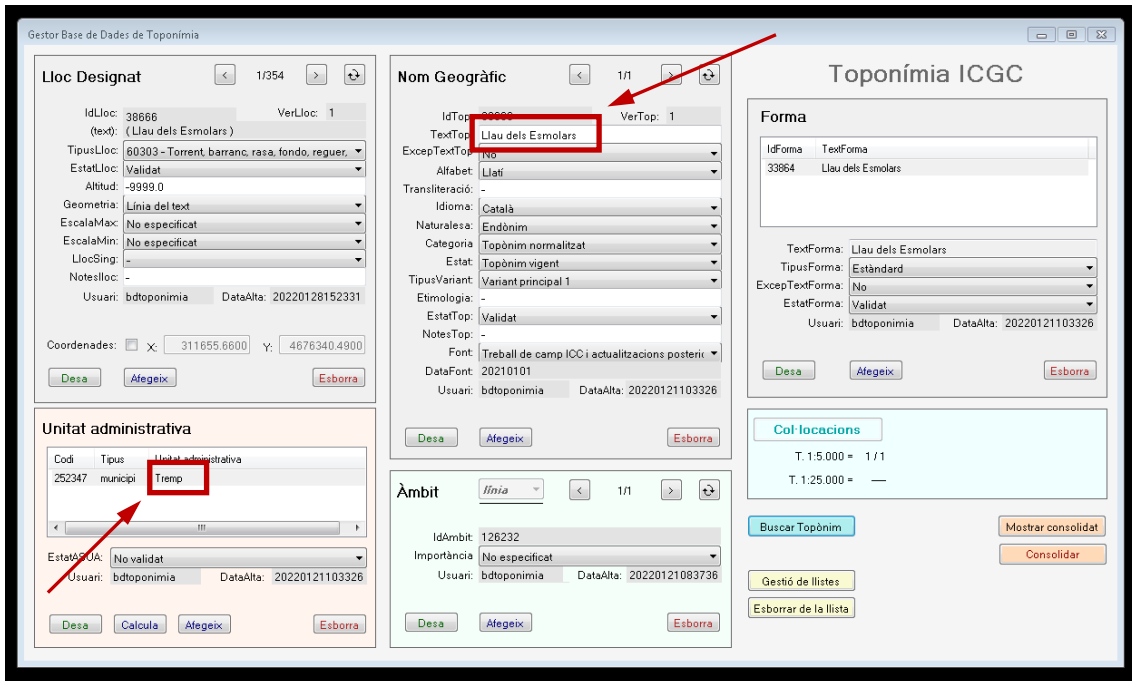 Gestor Base de Dades de Toponímia
Lloc Designat < 1/354 >
IdLloc: 38666 VerLloc: 1
(text): ( Llau dels Esmolars )
TipusLloc: 60303 - Torrent, barranc, rasa, fondo, reguer,
EstatLloc: Validat
Altitud: -9999.0
Geometria: Línia del text
EscalaMax: No especificat
EscalaMin: No especificat
LlocSing: -
Noteslloc: -
Usuari: bdtoponimia DataAlta: 20220128152331
Coordenades: X: 311655.6600 Y: 4676340.4900
Desa Afegeix Esborra
Unitat administrativa
Codi Tipus Unitat administrativa
252347 municipi Tremp
EstatASUA: No validat
Usuari: bdtoponimia DataAlta: 20220121103326
Desa Calcula Afegeix Esborra
Nom Geogràfic < 1/1 >
IdTop: VerTop: 1
TextTop: Llau dels Esmolars
ExcepTextTop: No
Alfabet: Llatí
Transliteració: -
Idioma: Català
Naturalesa: Endònim
Categoria Topònim normalitzat
Estat: Topònim vigent
TipusVariant: Variant principal 1
Etimologia: -
EstatTop: Validat
NotesTop: -
Font: Treball de camp ICC i actualitzacions posteric
DataFont: 20210101
Usuari: bdtoponimia DataAlta: 20220121103326
Desa Afegeix Esborra
Àmbit línia < 1/1 >
IdAmbit: 126232
Importància No especificat
Usuari: bdtoponimia DataAlta: 20220121083736
Desa Afegeix Esborra
Toponímia ICGC
Forma
IdForma TextForma
33864 Llau dels Esmolars
TextForma: Llau dels Esmolars
TipusForma: Estàndard
ExcepTextForma: No
EstatForma: Validat
Usuari: bdtoponimia DataAlta: 20220121103326
Desa Afegeix Esborra
Col·locacions
T. 1:5.000 = 1 / 1
T. 1:25.000 = —
Buscar Topònim Mostrar consolidat
Consolidar
Gestió de llistes
Esborrar de la llista